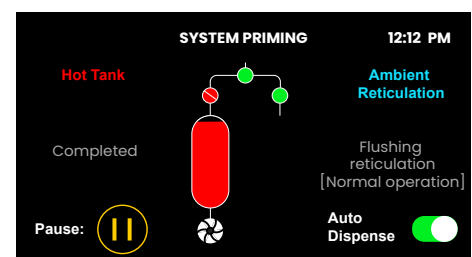 SYSTEM PRIMING
12:12 PM
Hot Tank
Ambient
Reticulation
Completed
Flushing
reticulation
[Normal operation]
Pause:
Auto
Dispense